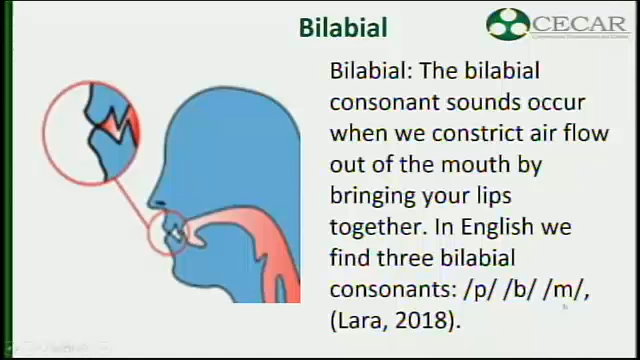 Bilabial
CECAR
Bilabial: The bilabial
consonant sounds occur
when we constrict air flow
out of the mouth by
bringing your lips
together. In English we
find three bilabial
consonants: /p/ /b/ /m/,
(Lara, 2018).